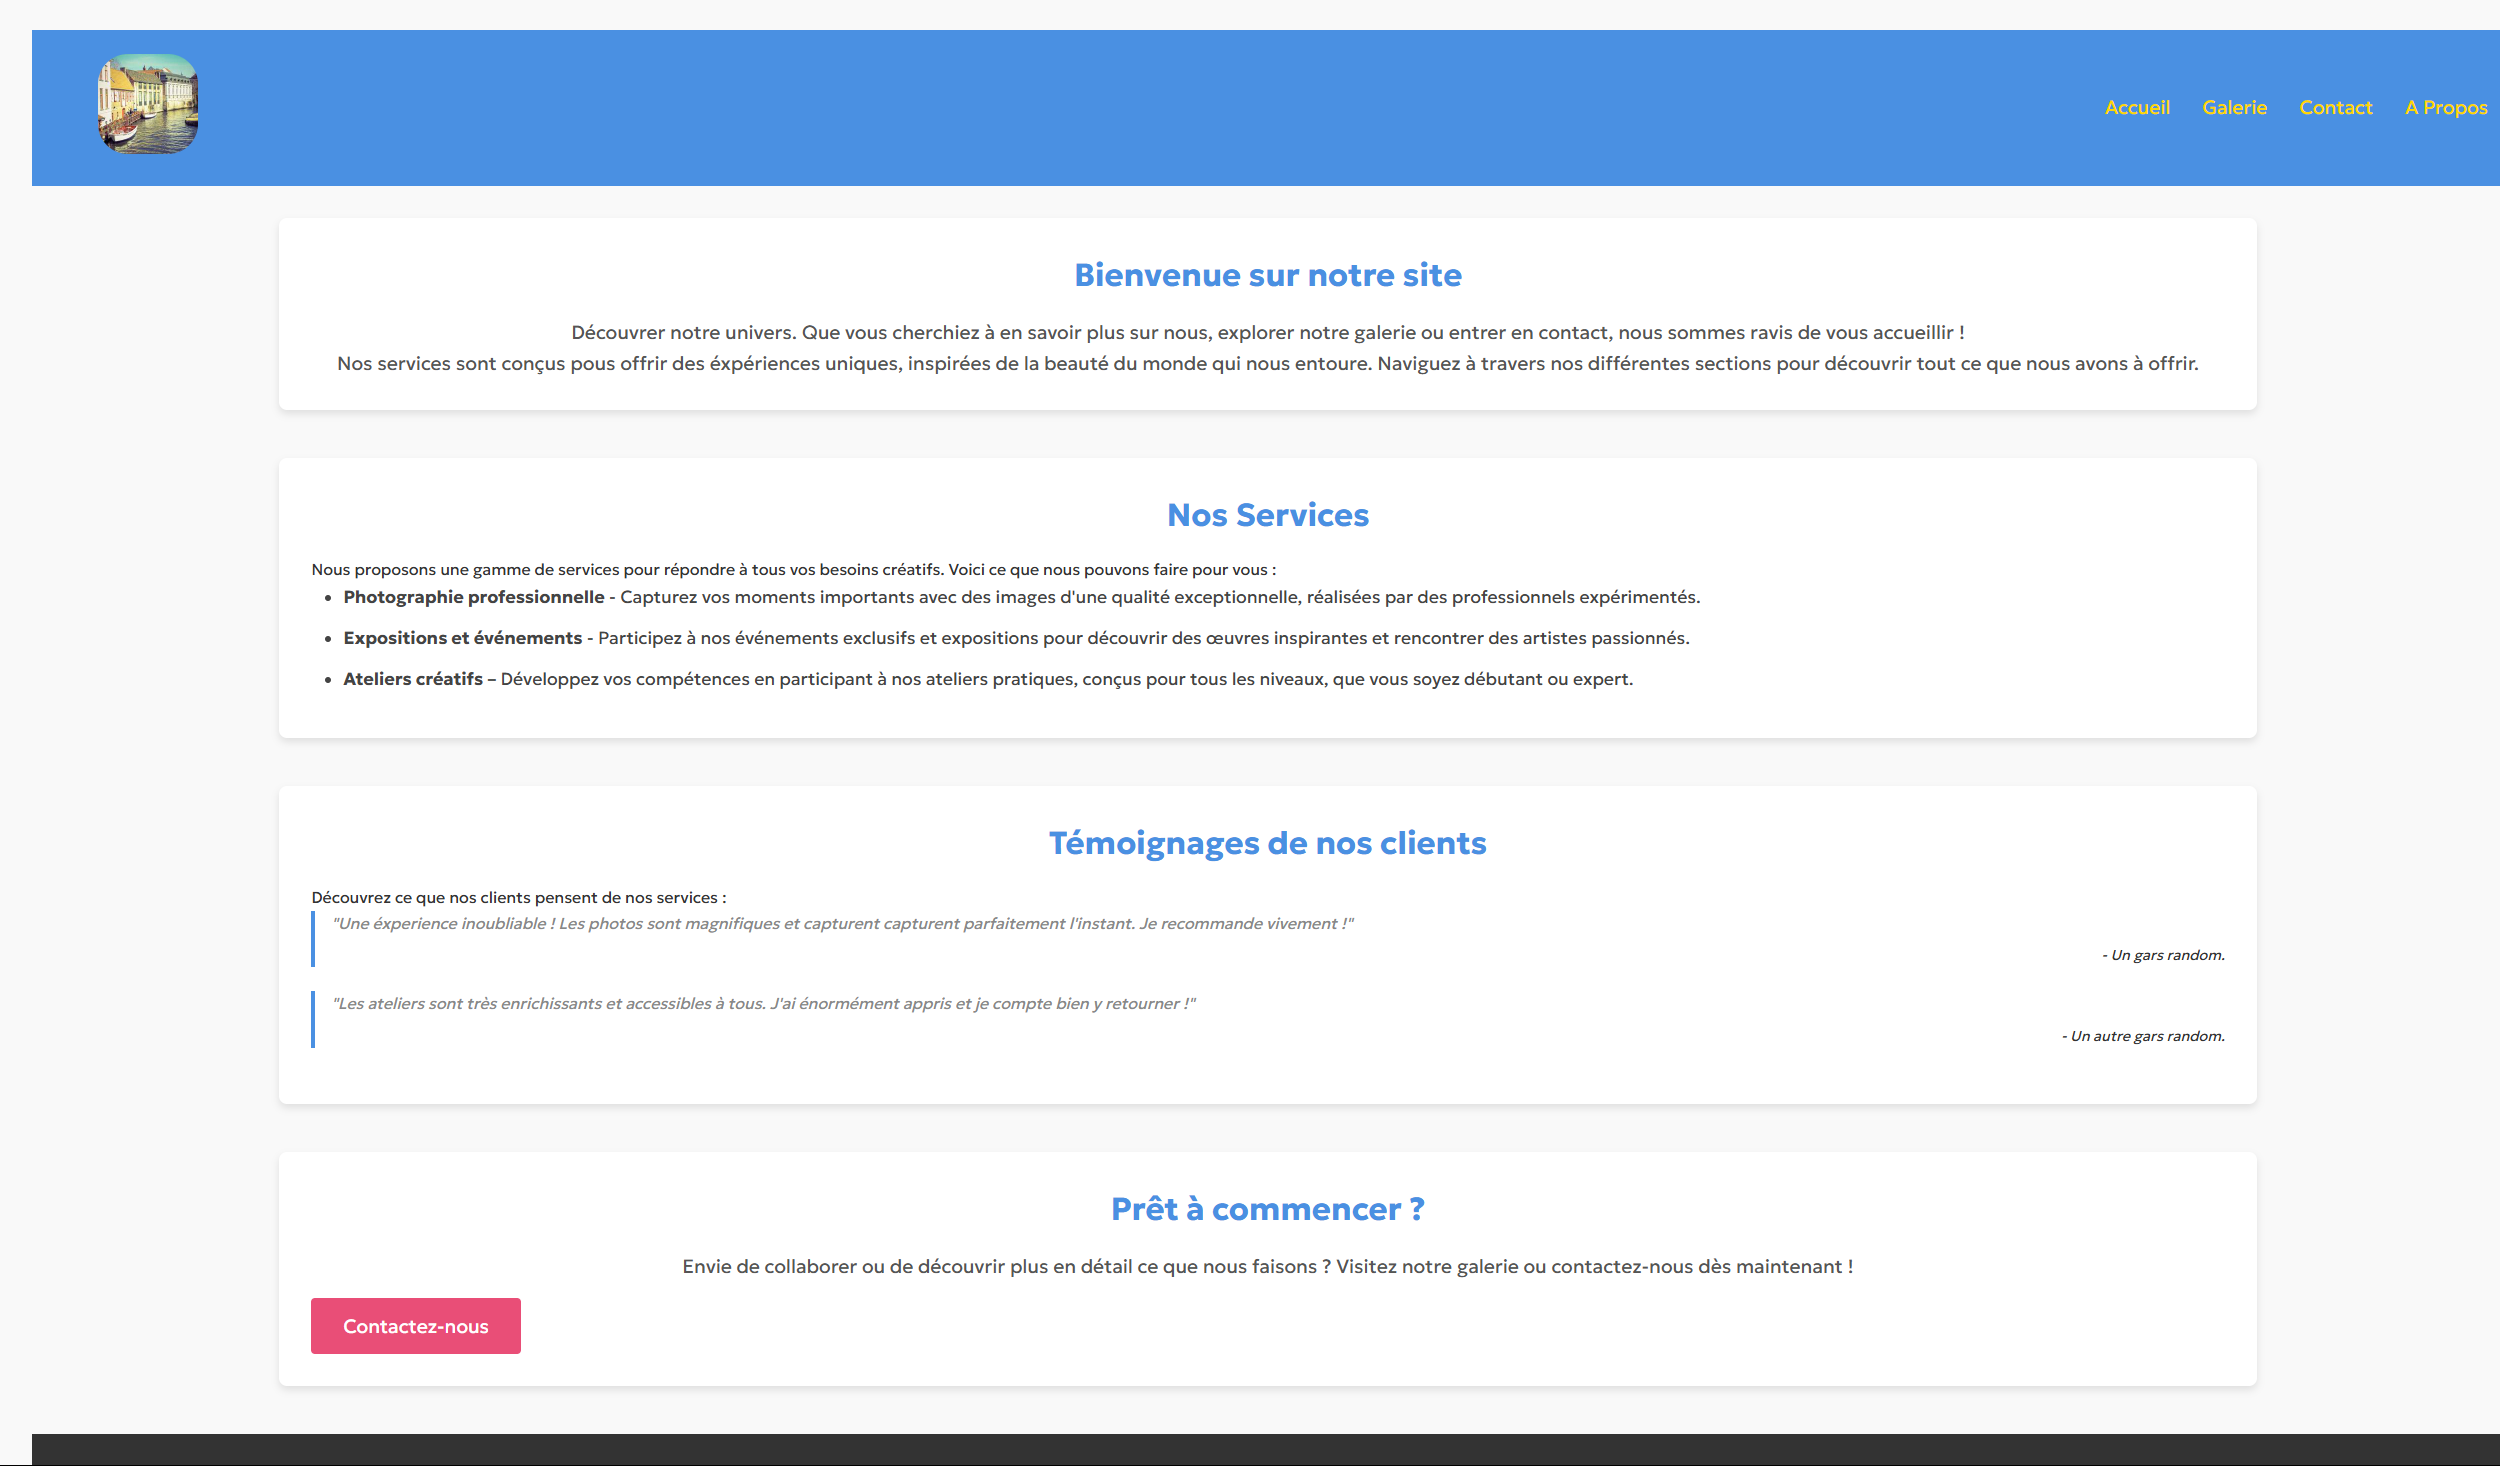 Accueil Galerie Contact A Propos
Bienvenue sur notre site
Découvrer notre univers. Que vous cherchiez à en savoir plus sur nous, explorer notre galerie ou entrer en contact, nous sommes ravis de vous accueillir !
Nos services sont conçus pous offrir des éxpériences uniques, inspirées de la beauté du monde qui nous entoure. Naviguez à travers nos différentes sections pour découvrir tout ce que nous avons à offrir.
Nos Services
Nous proposons une gamme de services pour répondre à tous vos besoins créatifs. Voici ce que nous pouvons faire pour vous :
• Photographie professionnelle - Capturez vos moments importants avec des images d'une qualité exceptionnelle, réalisées par des professionnels expérimentés.
• Expositions et événements - Participez à nos événements exclusifs et expositions pour découvrir des œuvres inspirantes et rencontrer des artistes passionnés.
• Ateliers créatifs – Développez vos compétences en participant à nos ateliers pratiques, conçus pour tous les niveaux, que vous soyez débutant ou expert.
Témoignages de nos clients
Découvrez ce que nos clients pensent de nos services :
"Une éxperience inoubliable ! Les photos sont magnifiques et capturent capturent parfaitement l'instant. Je recommande vivement !"
- Un gars random.
"Les ateliers sont très enrichissants et accessibles à tous. J'ai énormément appris et je compte bien y retourner !"
- Un autre gars random.
Prêt à commencer ?
Envie de collaborer ou de découvrir plus en détail ce que nous faisons ? Visitez notre galerie ou contactez-nous dès maintenant !
Contactez-nous